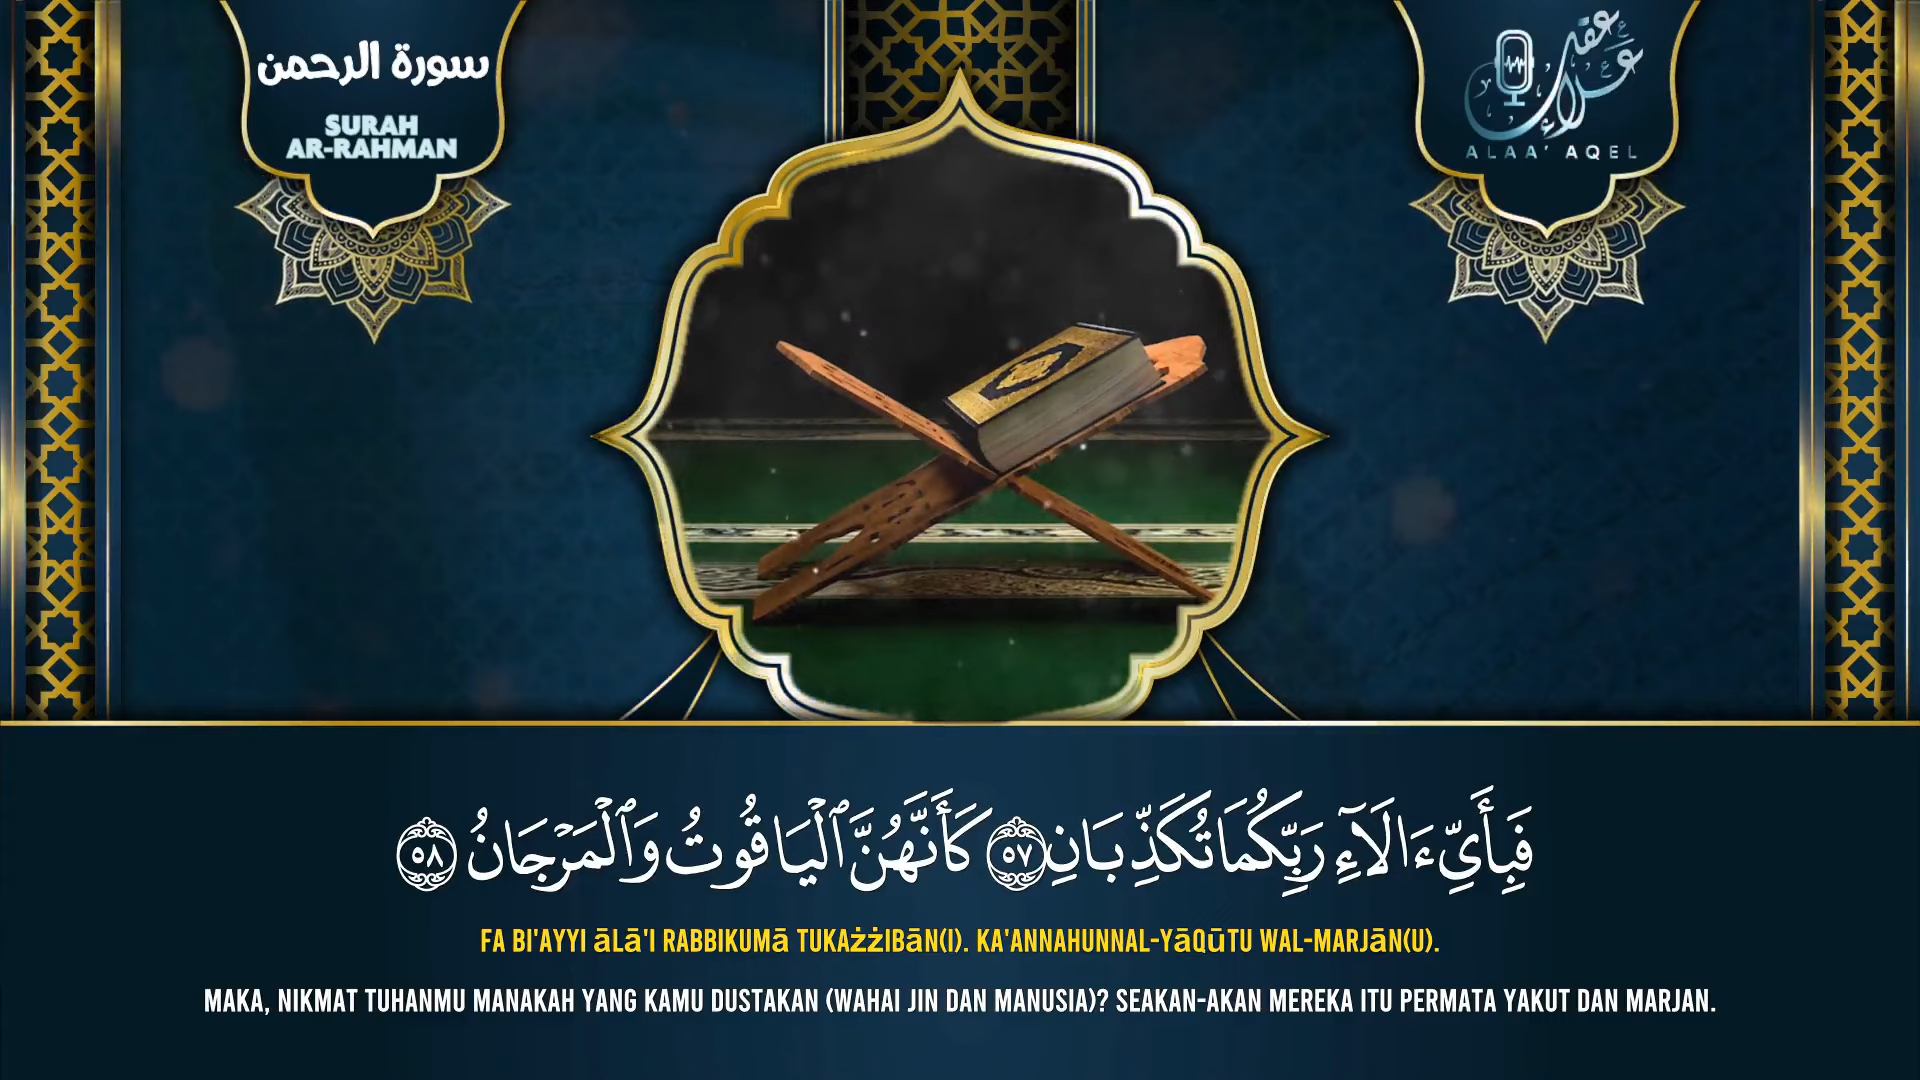 سورة الرحمن
SURAH
AR-RAHMAN
علاء عقل
ALAA' AQEL
فَبِأَيِّ ءَالَآءِ رَبِّكُمَا تُكَذِّبَانِ ٥٧ كَأَنَّهُنَّ ٱلْيَاقُوتُ وَٱلْمَرْجَانُ ٥٨
FA BI'AYYI āLā'I RABBIKUMā TUKAżżIBāN(I). KA'ANNAHUNNAL-YāQūTU WAL-MARJāN(U).
MAKA, NIKMAT TUHANMU MANAKAH YANG KAMU DUSTAKAN (WAHAI JIN DAN MANUSIA)? SEAKAN-AKAN MEREKA ITU PERMATA YAKUT DAN MARJAN.